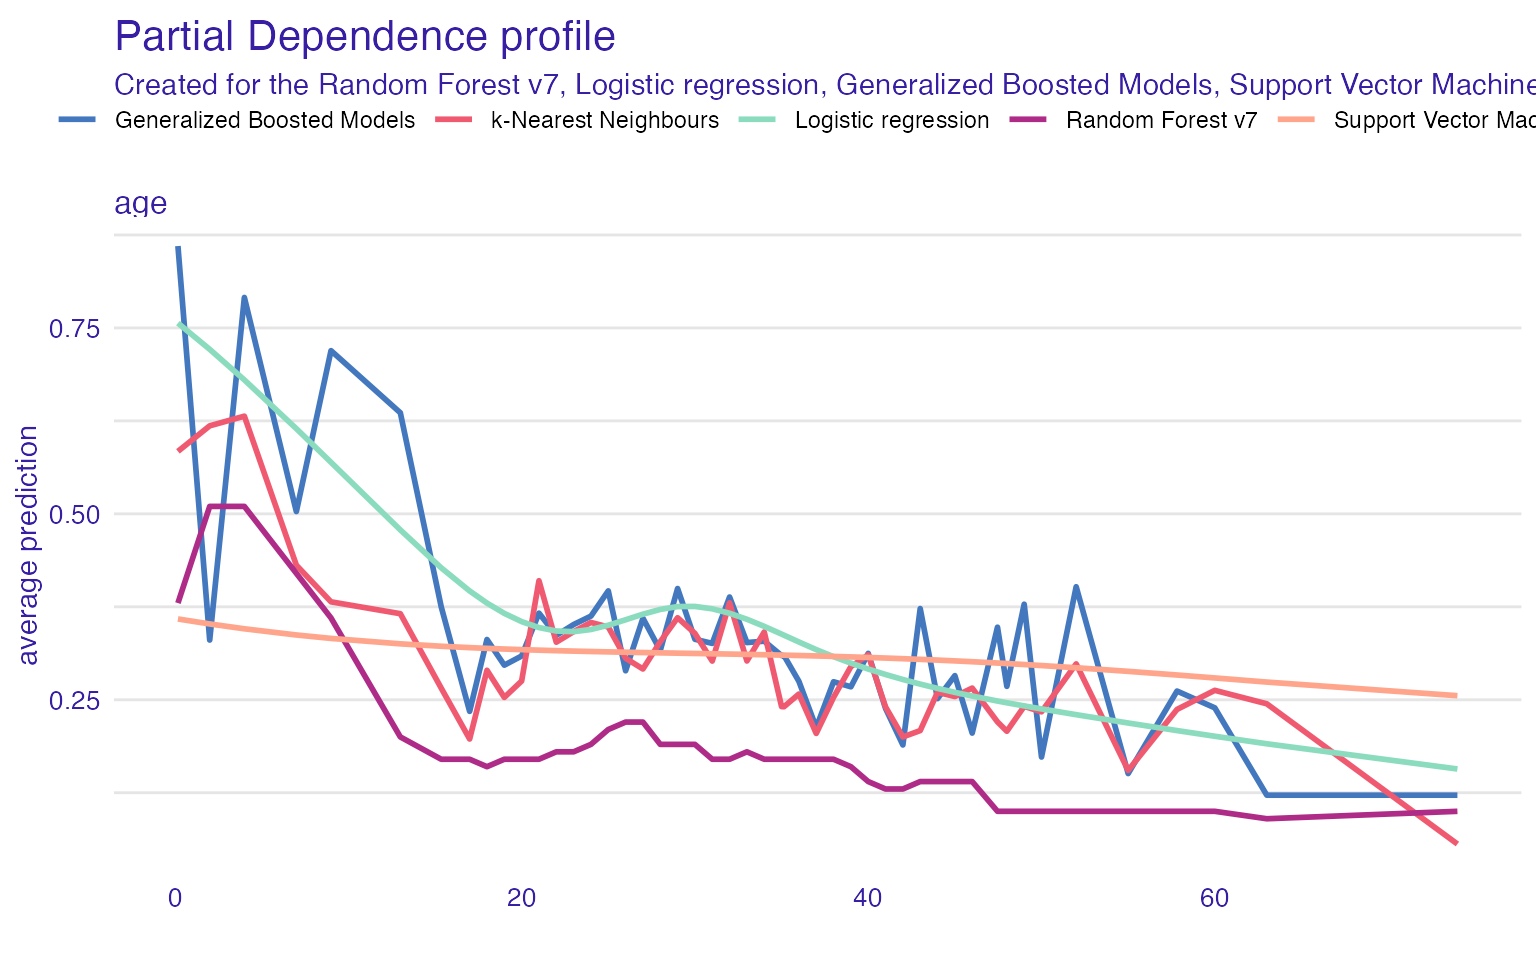 Partial Dependence profile
Created for the Random Forest v7, Logistic regression, Generalized Boosted Models, Support Vector Machine
Generalized Boosted Models k-Nearest Neighbours Logistic regression Random Forest v7 Support Vector Mac
age
average prediction
0.75
0.50
0.25
0 20 40 60